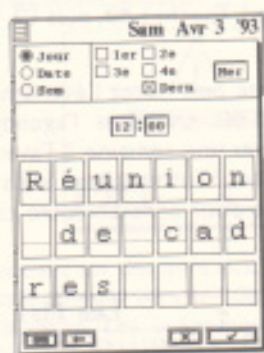 Sam Avr 3 '93
Jour 1er 2e
Date 3e 4e Mer
Sem Dern
12:00
Réunion
de cad
res